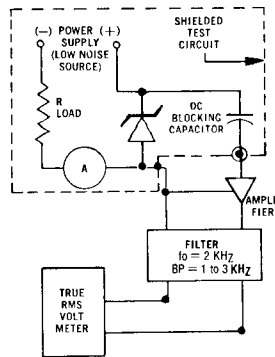 (−) POWER (+)
SUPPLY
(LOW NOISE
SOURCE)
SHIELDED
TEST
CIRCUIT
R
LOAD
DC
BLOCKING
CAPACITOR
A
AMPLI
FIER
FILTER
fo = 2 KHz
BP = 1 to 3 KHz
TRUE
RMS
VOLT
METER